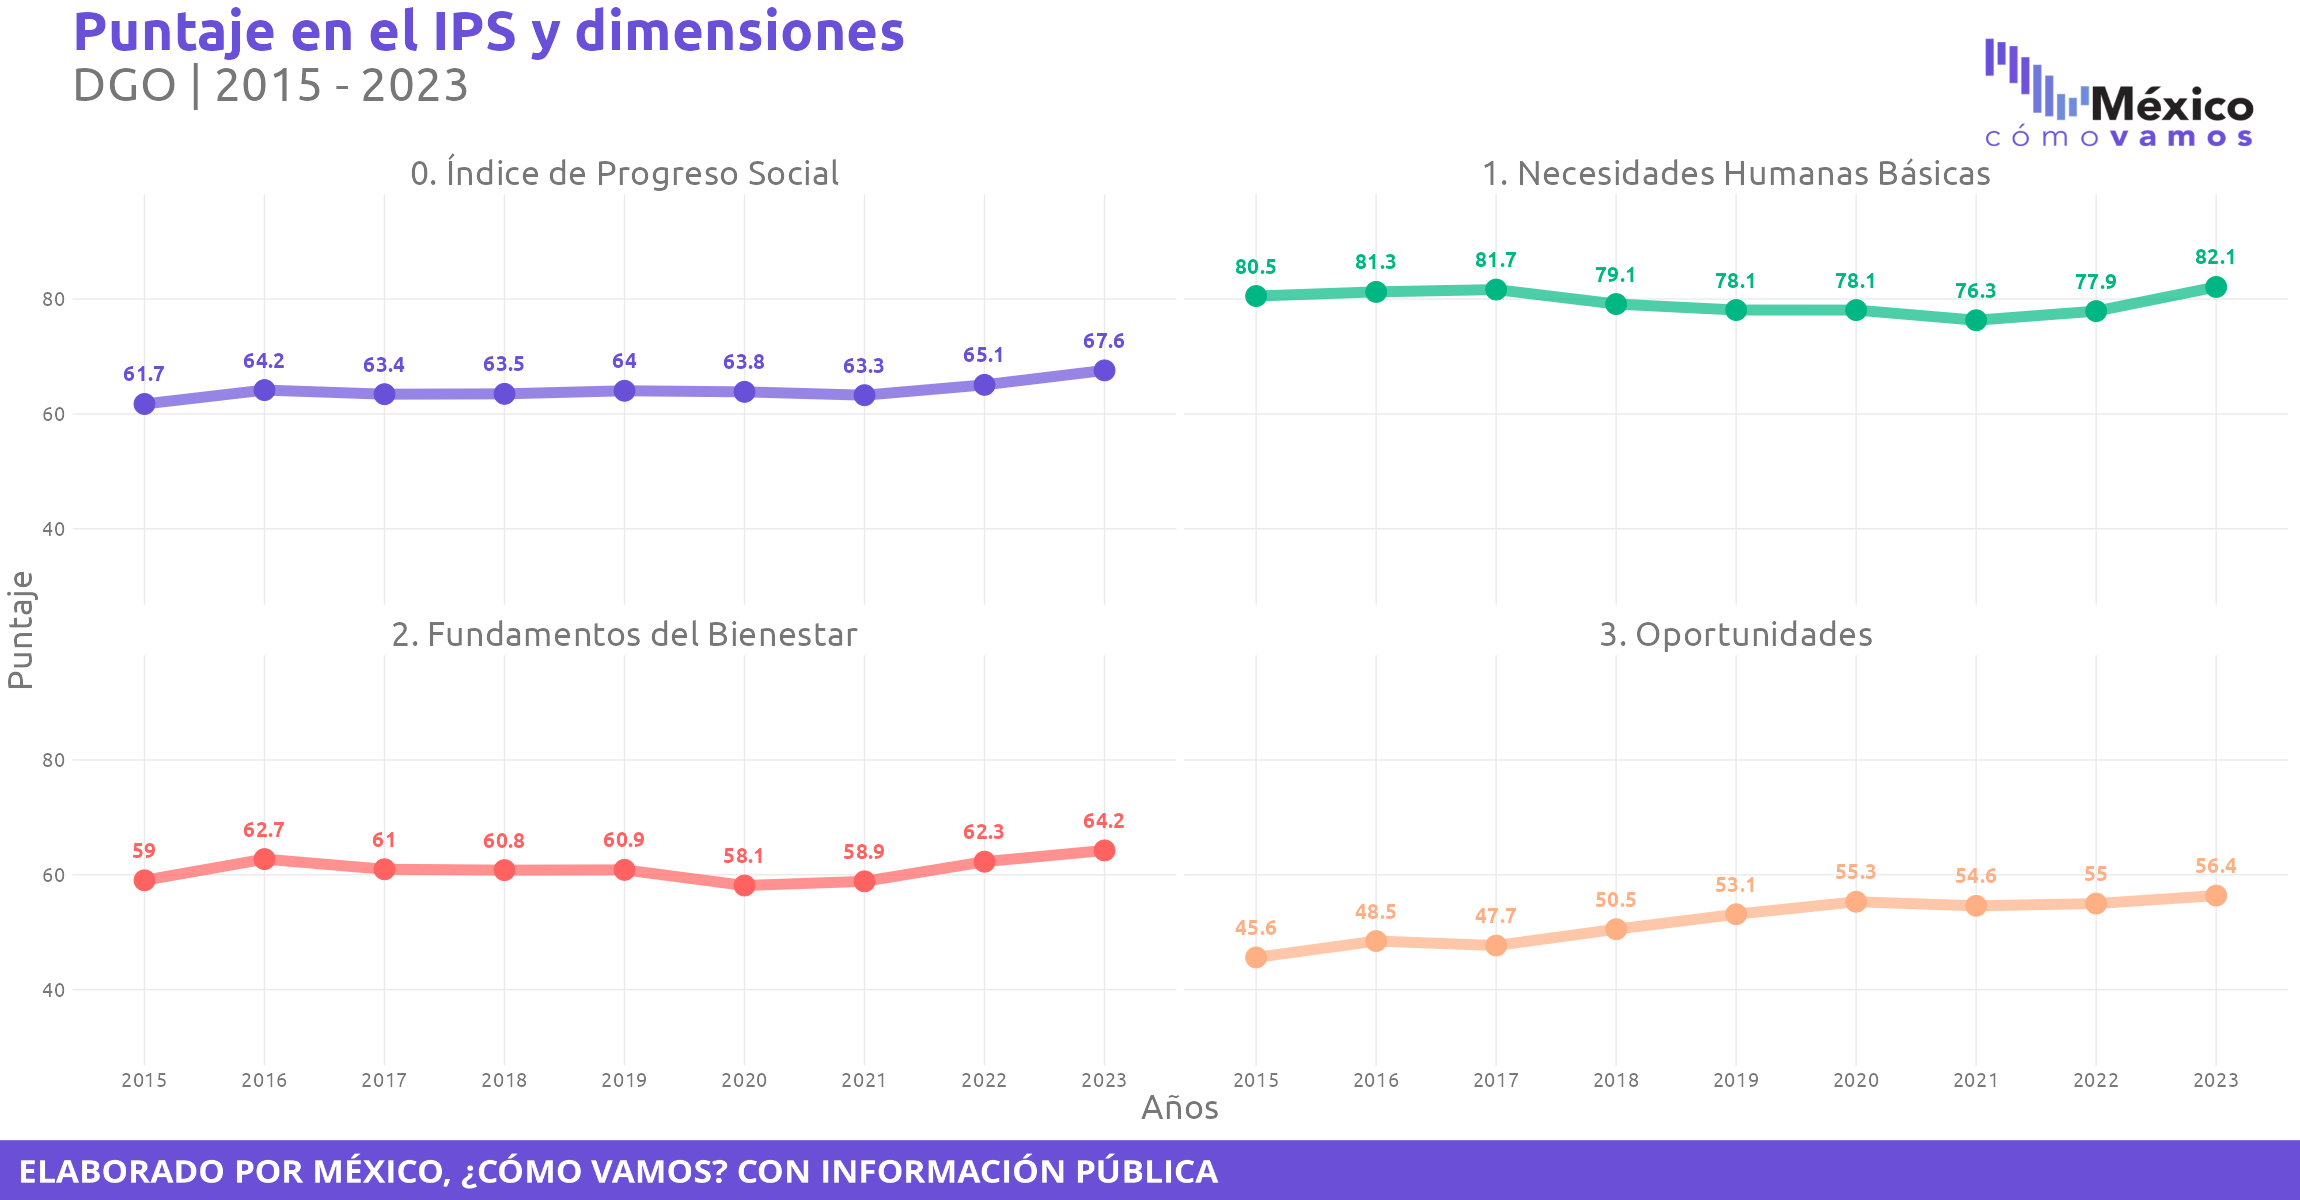 Puntaje en el IPS y dimensiones
DGO | 2015 - 2023
México
cómo vamos
0. Índice de Progreso Social
1. Necesidades Humanas Básicas
80
60
40
61.7 64.2 63.4 63.5 64 63.8 63.3 65.1 67.6
80.5 81.3 81.7 79.1 78.1 78.1 76.3 77.9 82.1
Puntaje
2. Fundamentos del Bienestar
3. Oportunidades
80
60
40
59 62.7 61 60.8 60.9 58.1 58.9 62.3 64.2
45.6 48.5 47.7 50.5 53.1 55.3 54.6 55 56.4
2015 2016 2017 2018 2019 2020 2021 2022 2023
2015 2016 2017 2018 2019 2020 2021 2022 2023
Años
ELABORADO POR MÉXICO, ¿CÓMO VAMOS? CON INFORMACIÓN PÚBLICA